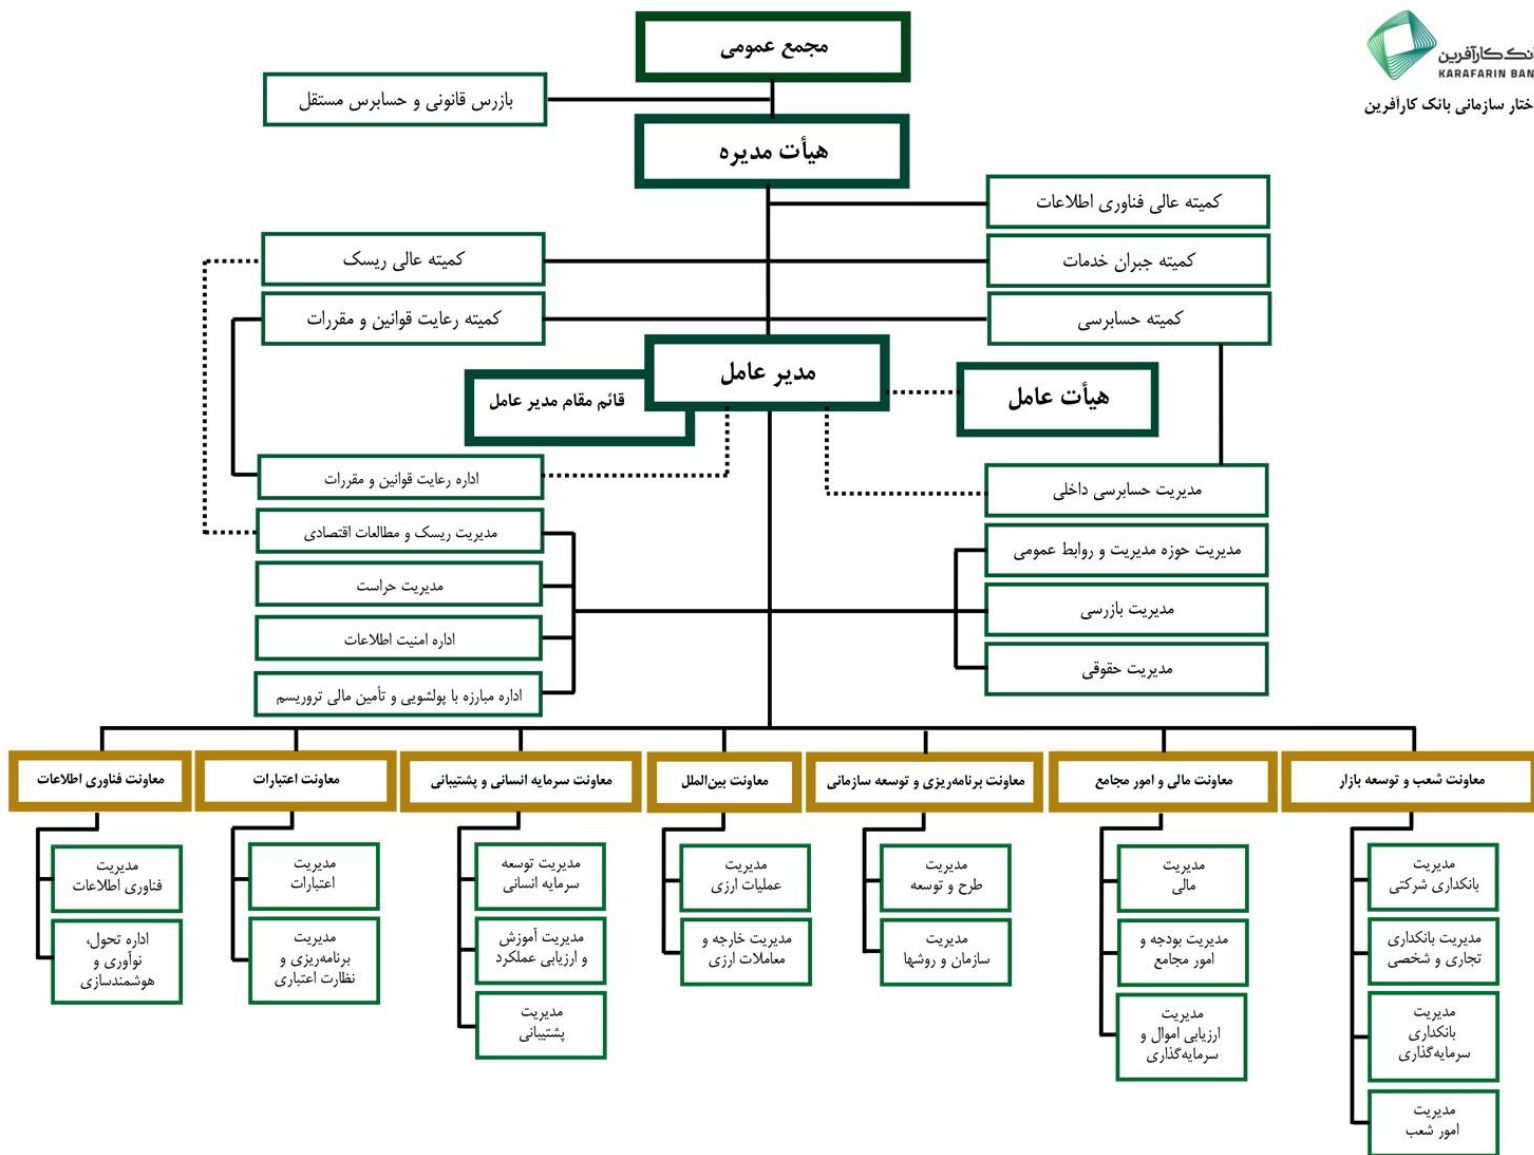 مجمع عمومی
بازرس قانونی و حسابرس مستقل
کارآفرین
KARAFARIN
سازمانی بانک کارآفرین
هیأت مدیره
کمیته عالی فناوری اطلاعات
کمیته جبران خدمات
کمیته عالی ریسک
کمیته حسابرسی
کمیته رعایت قوانین و مقررات
مدیر عامل
قائم مقام مدیر عامل
هیأت عامل
مدیریت حسابرسی داخلی
اداره رعایت قوانین و مقررات
مدیریت حوزه مدیریت و روابط عمومی
مدیریت بازرسی
مدیریت حقوقی
مدیریت ریسک و مطالعات اقتصادی
مدیریت حراست
اداره امنیت اطلاعات
اداره مبارزه با پولشویی و تأمین مالی تروریسم
معاونت شعب و توسعه بازار
مدیریت
بانکداری شرکتی
مدیریت بانکداری
تجاری و شخصی
مدیریت
بانکداری
سرمایه‌گذاری
مدیریت
امور شعب
معاونت مالی و امور مجامع
مدیریت
مالی
مدیریت بودجه و
امور مجامع
مدیریت
ارزیابی اموال و
سرمایه‌گذاری
معاونت برنامه‌ریزی و توسعه سازمانی
مدیریت
طرح و توسعه
مدیریت
سازمان و روشها
معاونت بین‌الملل
مدیریت
عملیات ارزی
مدیریت خارجه و
معاملات ارزی
معاونت سرمایه انسانی و پشتیبانی
مدیریت توسعه
سرمایه انسانی
مدیریت آموزش
و ارزیابی عملکرد
مدیریت
پشتیبانی
معاونت اعتبارات
مدیریت
اعتبارات
مدیریت
برنامه‌ریزی و
نظارت اعتباری
معاونت فناوری اطلاعات
مدیریت
فناوری اطلاعات
اداره تحول،
نوآوری و
هوشمندسازی